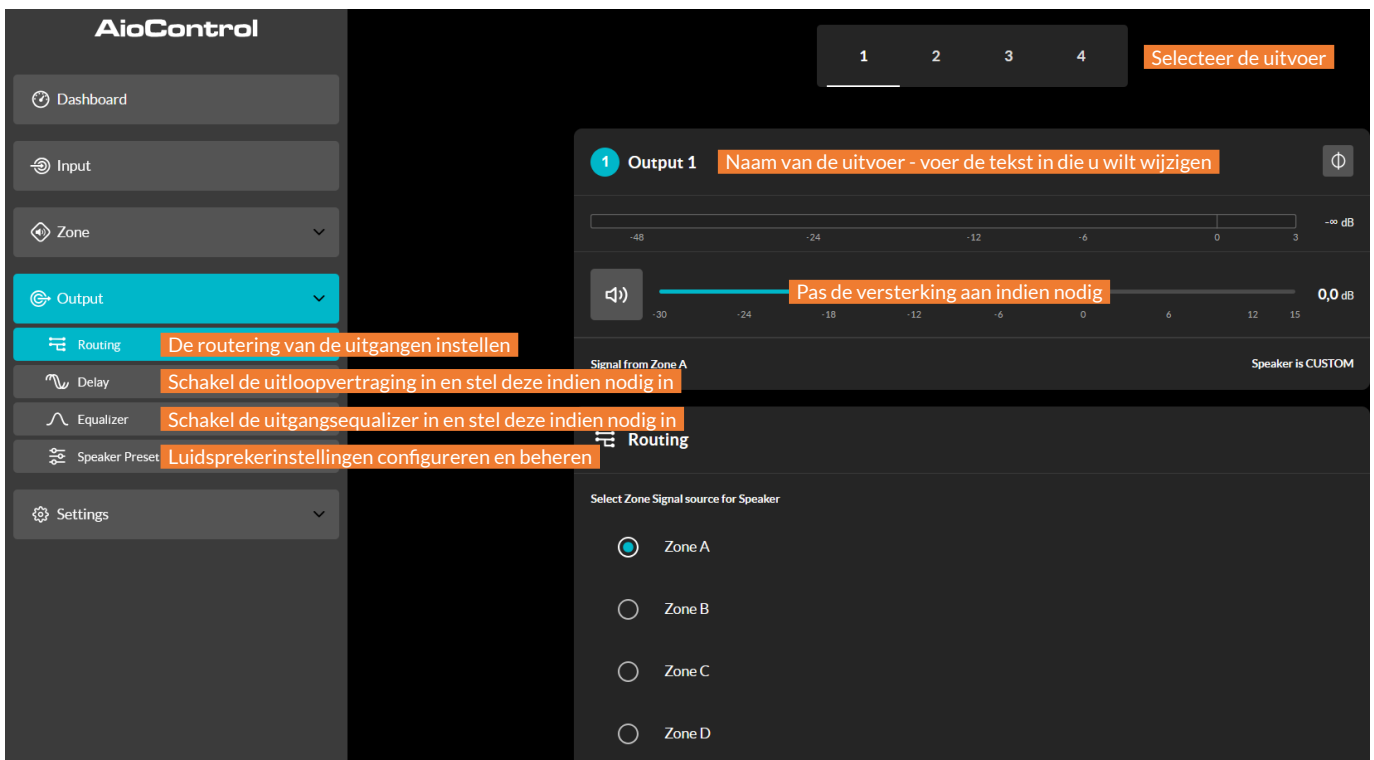 AioControl
Dashboard
Input
Zone
Output
Routing De routering van de uitgangen instellen
Delay Schakel de uitloopvertraging in en stel deze indien nodig in
Equalizer Schakel de uitgangsequalizer in en stel deze indien nodig in
Speaker Preset Luidsprekerinstellingen configureren en beheren
Settings
1 2 3 4 Selecteer de uitvoer
1 Output 1 Naam van de uitvoer - voer de tekst in die u wilt wijzigen
-∞ dB
-48 -24 -12 -6 0 3
Pas de versterking aan indien nodig 0,0 dB
-30 -24 -18 -12 -6 0 6 12 15
Signal from Zone A Speaker is CUSTOM
Routing
Select Zone Signal source for Speaker
Zone A
Zone B
Zone C
Zone D